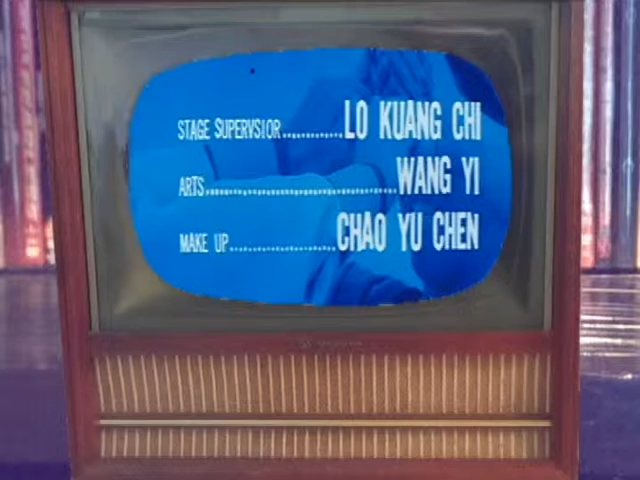 STAGE SUPERVSIOR............LO KUANG CHI
ARTS..............................WANG YI
MAKE UP................CHAO YU CHEN